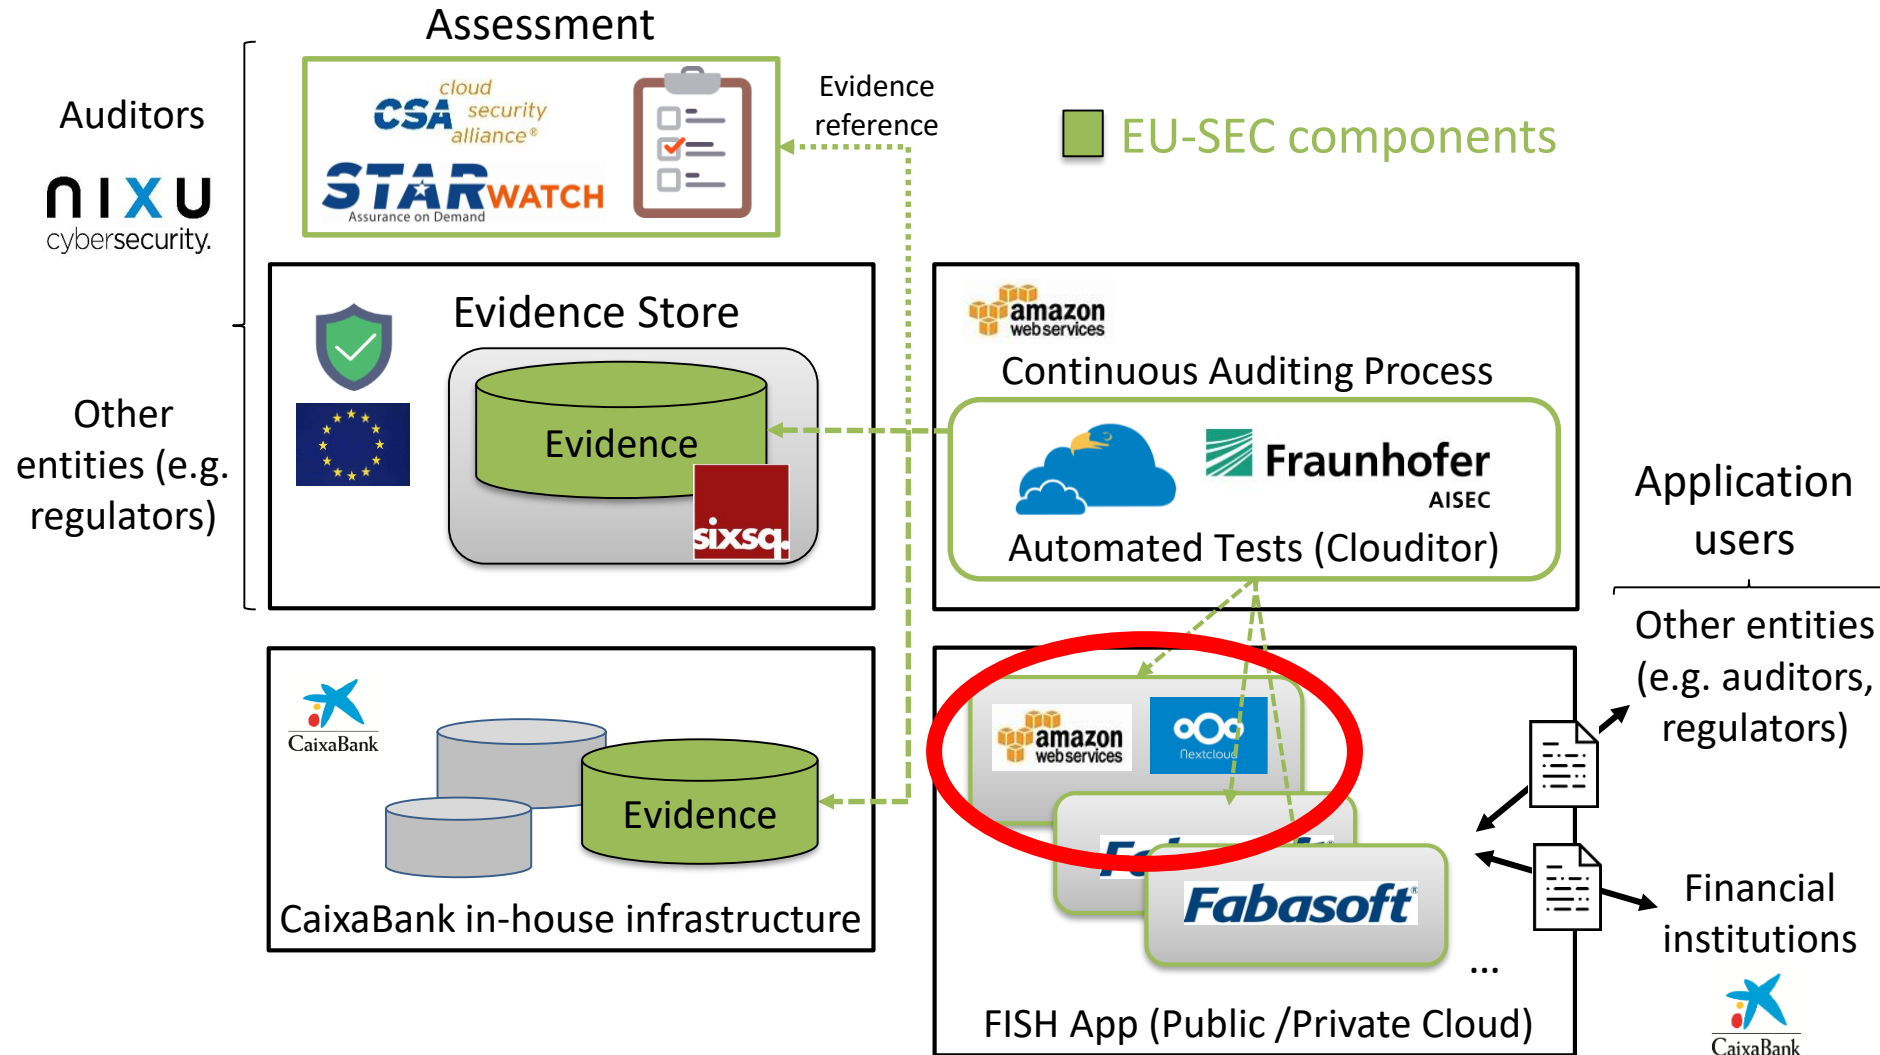 Assessment
cloud
CSA security
alliance®
STARWATCH
Assurance on Demand
Evidence
reference
EU-SEC components
Auditors
NIXU
cybersecurity.
Other
entities (e.g.
regulators)
Evidence Store
Evidence
sixsq.
amazon
web services
Continuous Auditing Process
Fraunhofer
AISEC
Automated Tests (Clouditor)
Application
users
Other entities
(e.g. auditors,
regulators)
Financial
institutions
CaixaBank
CaixaBank
Evidence
CaixaBank in-house infrastructure
amazon
web services
Nextcloud
Fabasoft®
...
FISH App (Public /Private Cloud)